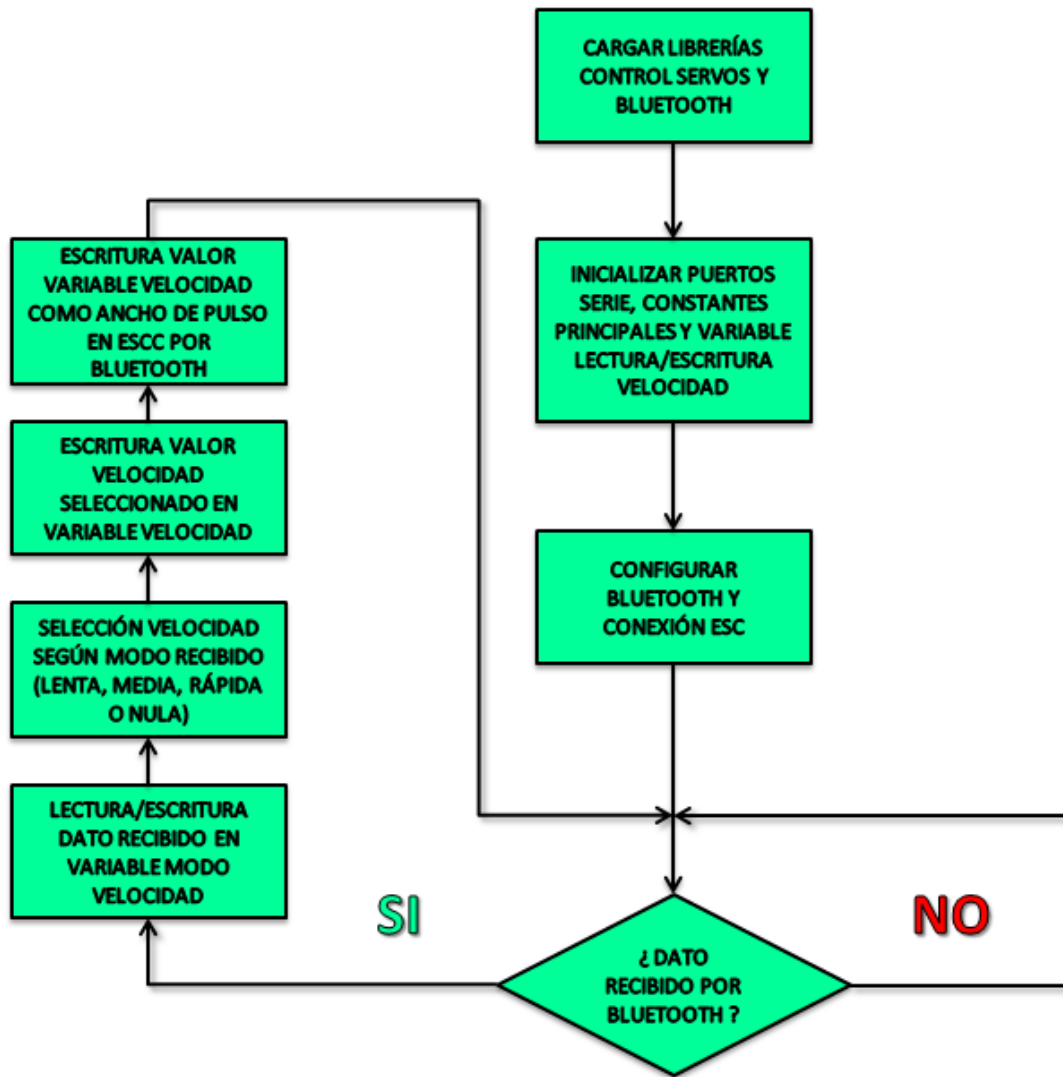 CARGAR LIBRERÍAS
CONTROL SERVOS Y
BLUETOOTH
INICIALIZAR PUERTOS
SERIE, CONSTANTES
PRINCIPALES Y VARIABLE
LECTURA/ESCRITURA
VELOCIDAD
CONFIGURAR
BLUETOOTH Y
CONEXIÓN ESC
¿ DATO
RECIBIDO POR
BLUETOOTH ?
SI
NO
LECTURA/ESCRITURA
DATO RECIBIDO EN
VARIABLE MODO
VELOCIDAD
SELECCIÓN VELOCIDAD
SEGÚN MODO RECIBIDO
(LENTA, MEDIA, RÁPIDA
O NULA)
ESCRITURA VALOR
VELOCIDAD
SELECCIONADO EN
VARIABLE VELOCIDAD
ESCRITURA VALOR
VARIABLE VELOCIDAD
COMO ANCHO DE PULSO
EN ESCC POR
BLUETOOTH